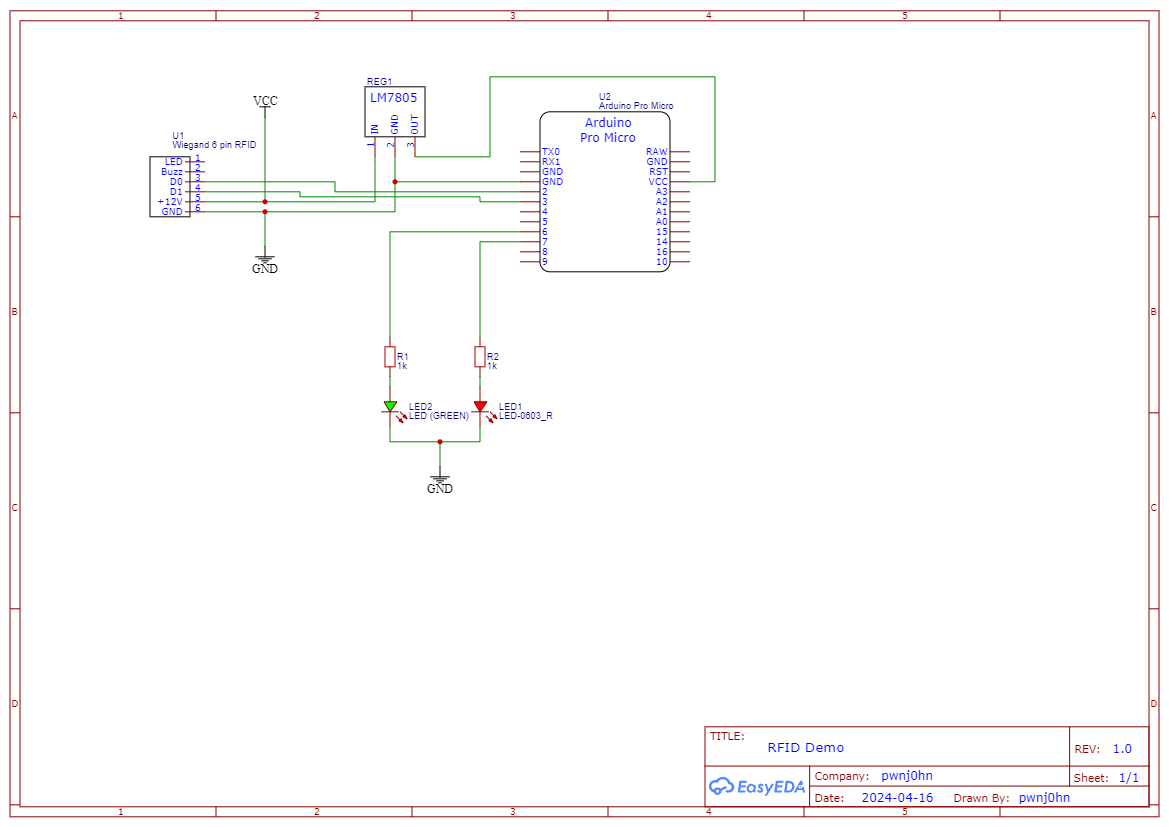 1 2 3 4 5
A
B
C
D
A
B
C
D
1 2 3 4 5
VCC
U1
Wiegand 6 pin RFID
LED 1
Buzz 2
D0 3
D1 4
+12V 5
GND 6
GND
REG1
LM7805
IN GND OUT
1 2 3
U2
Arduino Pro Micro
Arduino
Pro Micro
TX0 RAW
RX1 GND
GND RST
GND VCC
2 A3
3 A2
4 A1
5 A0
6 15
7 14
8 16
9 10
R1
1k
R2
1k
LED2
LED (GREEN)
LED1
LED-0603_R
GND
TITLE:
RFID Demo
REV: 1.0
EasyEDA
Company: pwnj0hn
Sheet: 1/1
Date: 2024-04-16 Drawn By: pwnj0hn